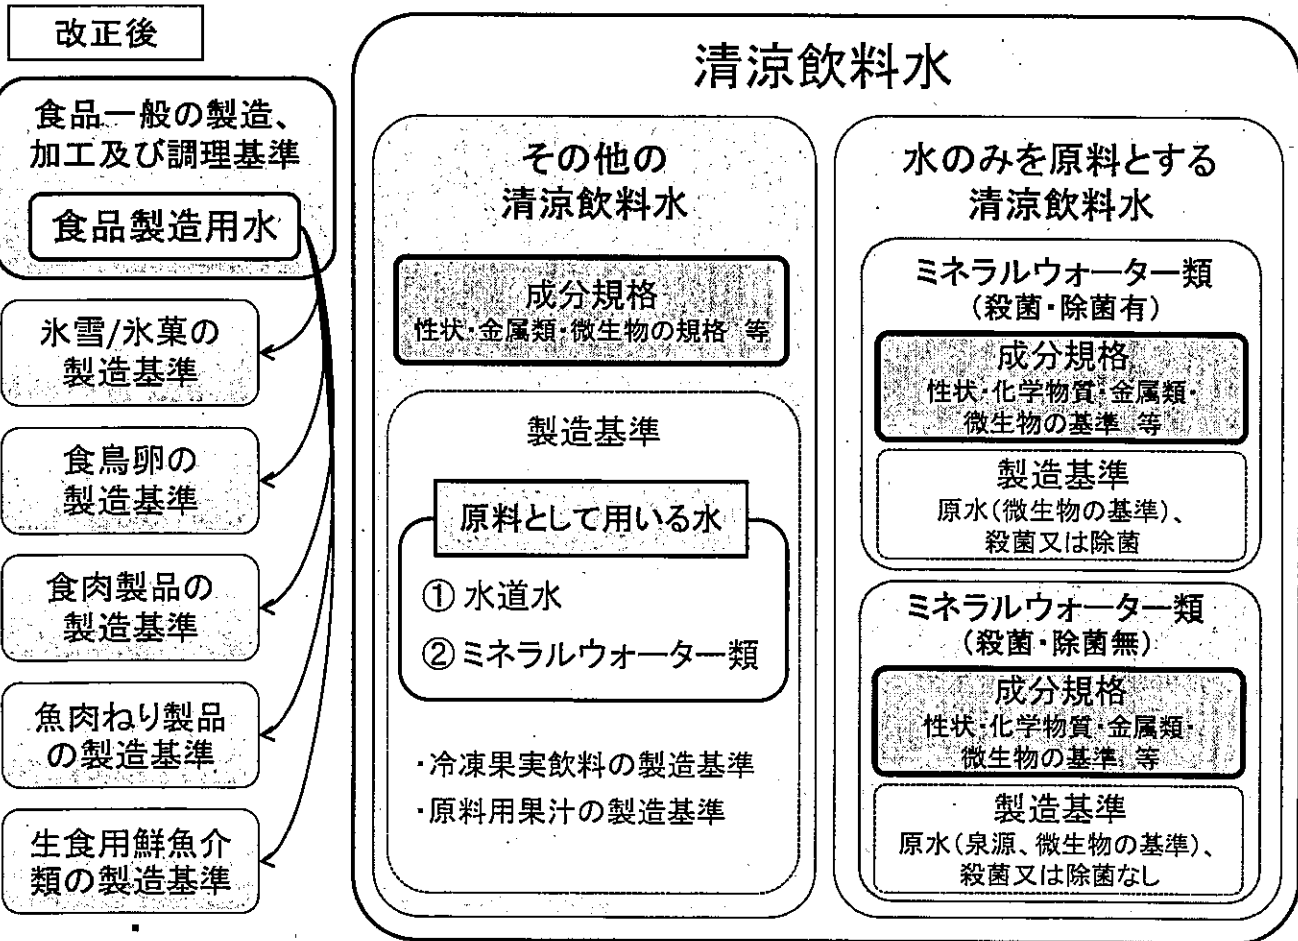 改正後
食品一般の製造、
加工及び調理基準
食品製造用水
氷雪/氷菓の
製造基準
食鳥卵の
製造基準
食肉製品の
製造基準
魚肉ねり製品
の製造基準
生食用鮮魚介
類の製造基準
清涼飲料水
その他の
清涼飲料水
成分規格
性状・金属類・微生物の規格 等
製造基準
原料として用いる水
① 水道水
② ミネラルウォーター類
・冷凍果実飲料の製造基準
・原料用果汁の製造基準
水のみを原料とする
清涼飲料水
ミネラルウォーター類
(殺菌・除菌有)
成分規格
性状・化学物質・金属類・
微生物の基準 等
製造基準
原水(微生物の基準)、
殺菌又は除菌
ミネラルウォーター類
(殺菌・除菌無)
成分規格
性状・化学物質・金属類・
微生物の基準 等
製造基準
原水(泉源、微生物の基準)、
殺菌又は除菌なし